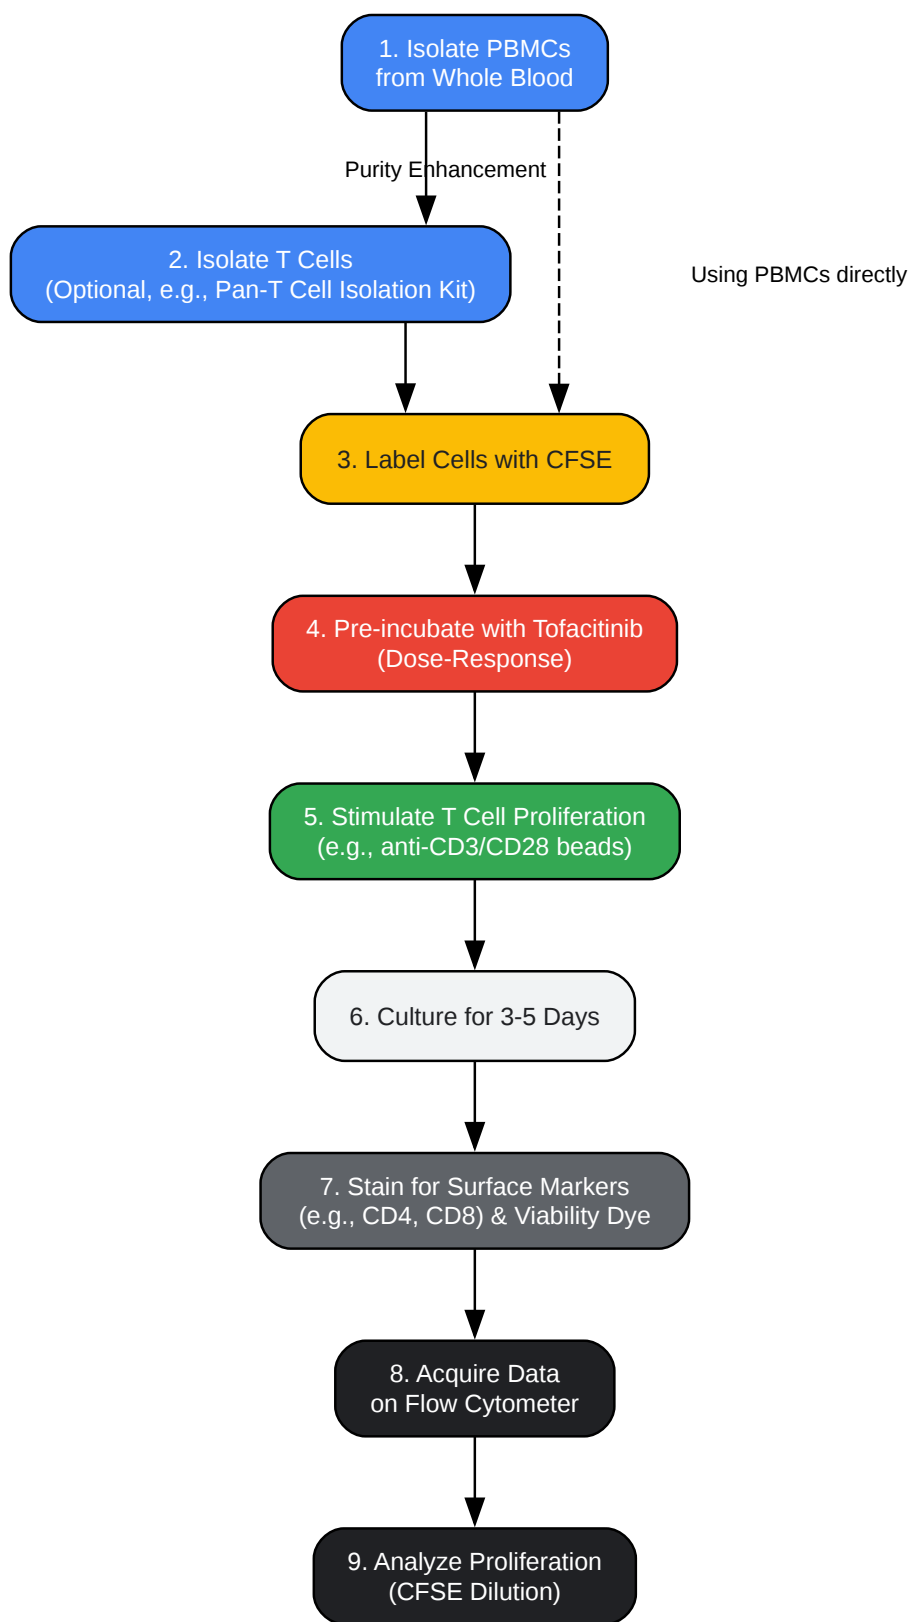 1. Isolate PBMCs
from Whole Blood
Purity Enhancement
2. Isolate T Cells
(Optional, e.g., Pan-T Cell Isolation Kit)
Using PBMCs directly
3. Label Cells with CFSE
4. Pre-incubate with Tofacitinib
(Dose-Response)
5. Stimulate T Cell Proliferation
(e.g., anti-CD3/CD28 beads)
6. Culture for 3-5 Days
7. Stain for Surface Markers
(e.g., CD4, CD8) & Viability Dye
8. Acquire Data
on Flow Cytometer
9. Analyze Proliferation
(CFSE Dilution)